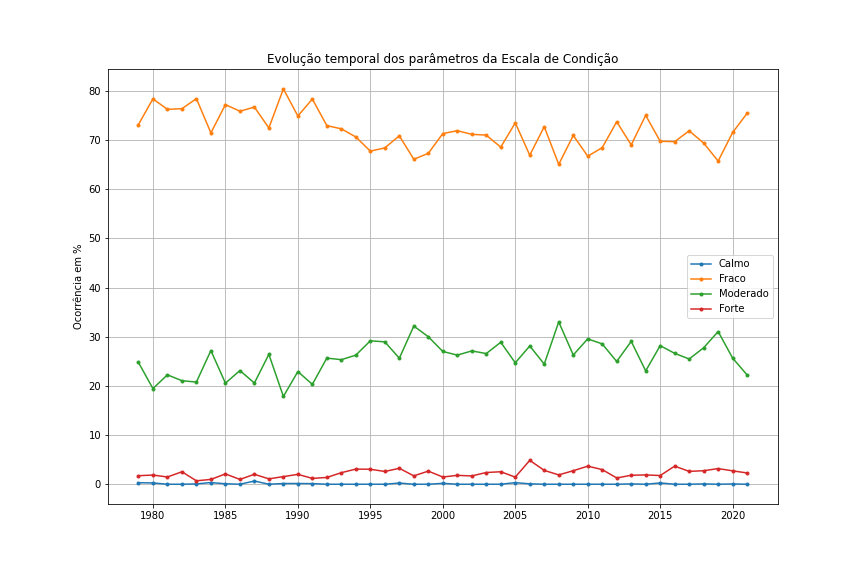 Evolução temporal dos parâmetros da Escala de Condição
Ocorrência em %
80
70
60
50
40
30
20
10
0
Calmo
Fraco
Moderado
Forte
1980 1985 1990 1995 2000 2005 2010 2015 2020